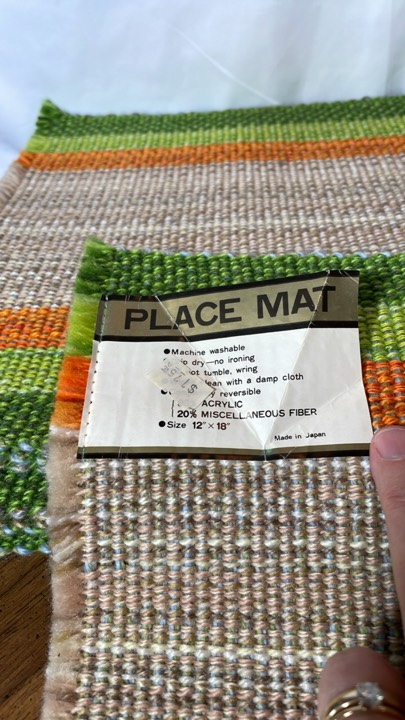 PLACE MAT
●Machine washable
dry—no ironing
ot tumble, wring
lean with a damp cloth
reversible
ACRYLIC
20% MISCELLANEOUS FIBER
●Size 12"×18"
Made in Japan